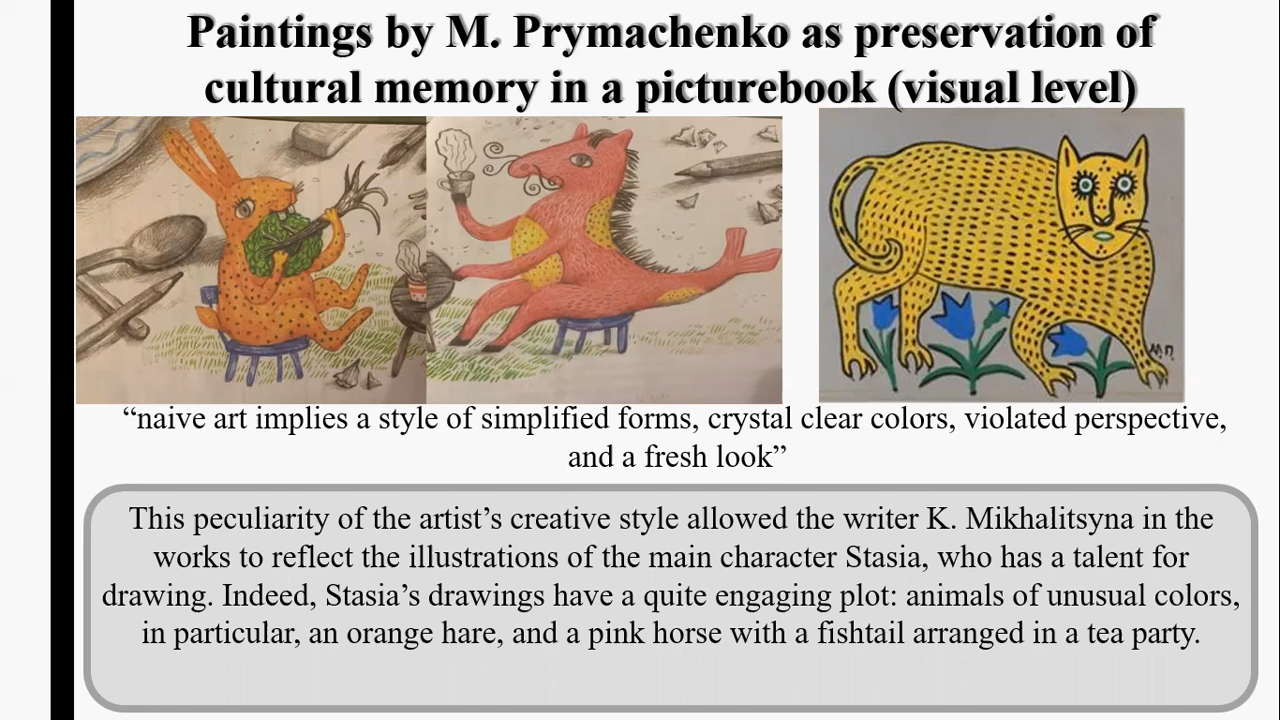 Paintings by M. Prymachenko as preservation of
cultural memory in a picturebook (visual level)
М.П.
“naive art implies a style of simplified forms, crystal clear colors, violated perspective,
and a fresh look”
This peculiarity of the artist’s creative style allowed the writer K. Mikhalitsyna in the
works to reflect the illustrations of the main character Stasia, who has a talent for
drawing. Indeed, Stasia’s drawings have a quite engaging plot: animals of unusual colors,
in particular, an orange hare, and a pink horse with a fishtail arranged in a tea party.